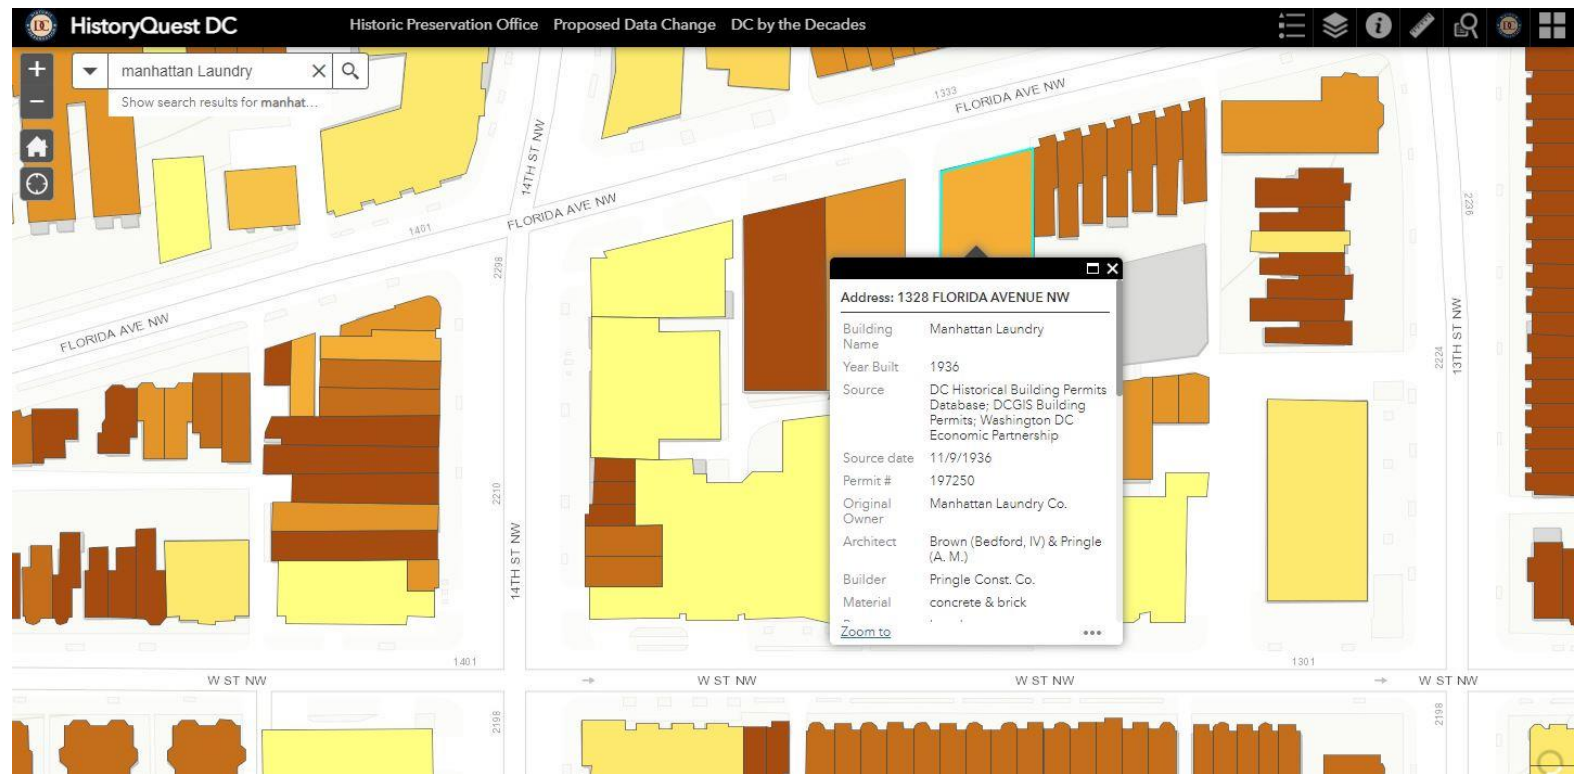 HistoryQuest DC
Historic Preservation Office Proposed Data Change DC by the Decades
manhattan Laundry
Show search results for manhat...
1333
FLORIDA AVE NW
14TH ST NW
FLORIDA AVE NW
1401
2298
FLORIDA AVE NW
2236
13TH ST NW
2224
2210
14TH ST NW
Address: 1328 FLORIDA AVENUE NW
Building Name
Manhattan Laundry
Year Built 1936
Source DC Historical Building Permits
Database; DCGIS Building
Permits; Washington DC
Economic Partnership
Source date 11/9/1936
Permit # 197250
Original Owner
Manhattan Laundry Co.
Architect Brown (Bedford, IV) & Pringle
(A. M.)
Builder Pringle Const. Co.
Material concrete & brick
Zoom to
1401
1301
W ST NW
W ST NW
W ST NW
W ST NW
2198
2198